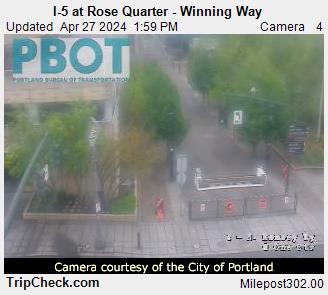 I-5 at Rose Quarter - Winning Way
Updated  Apr 27 2024  1:59 PM
Camera   4
PBOT
PORTLAND BUREAU OF TRANSPORTATION
Camera courtesy of the City of Portland
TripCheck.com
Milepost302.00